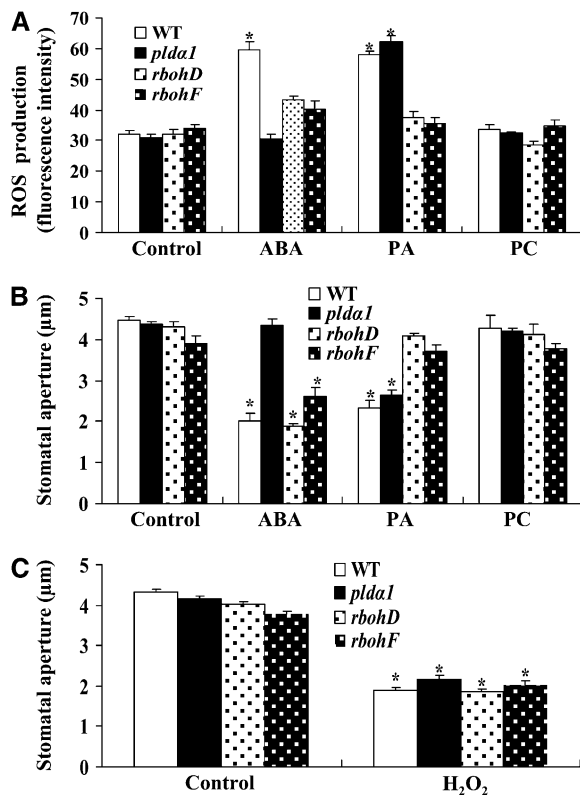 A
ROS production
(fluorescence intensity)
70
60
50
40
30
20
10
0
WT
pldα1
rbohD
rbohF
*
* *
Control ABA PA PC
B
Stomatal aperture (μm)
5
4
3
2
1
0
WT
pldα1
rbohD
rbohF
* * *
* *
Control ABA PA PC
C
Stomatal aperture (μm)
5
4
3
2
1
0
WT
pldα1
rbohD
rbohF
* * * *
Control H₂O₂